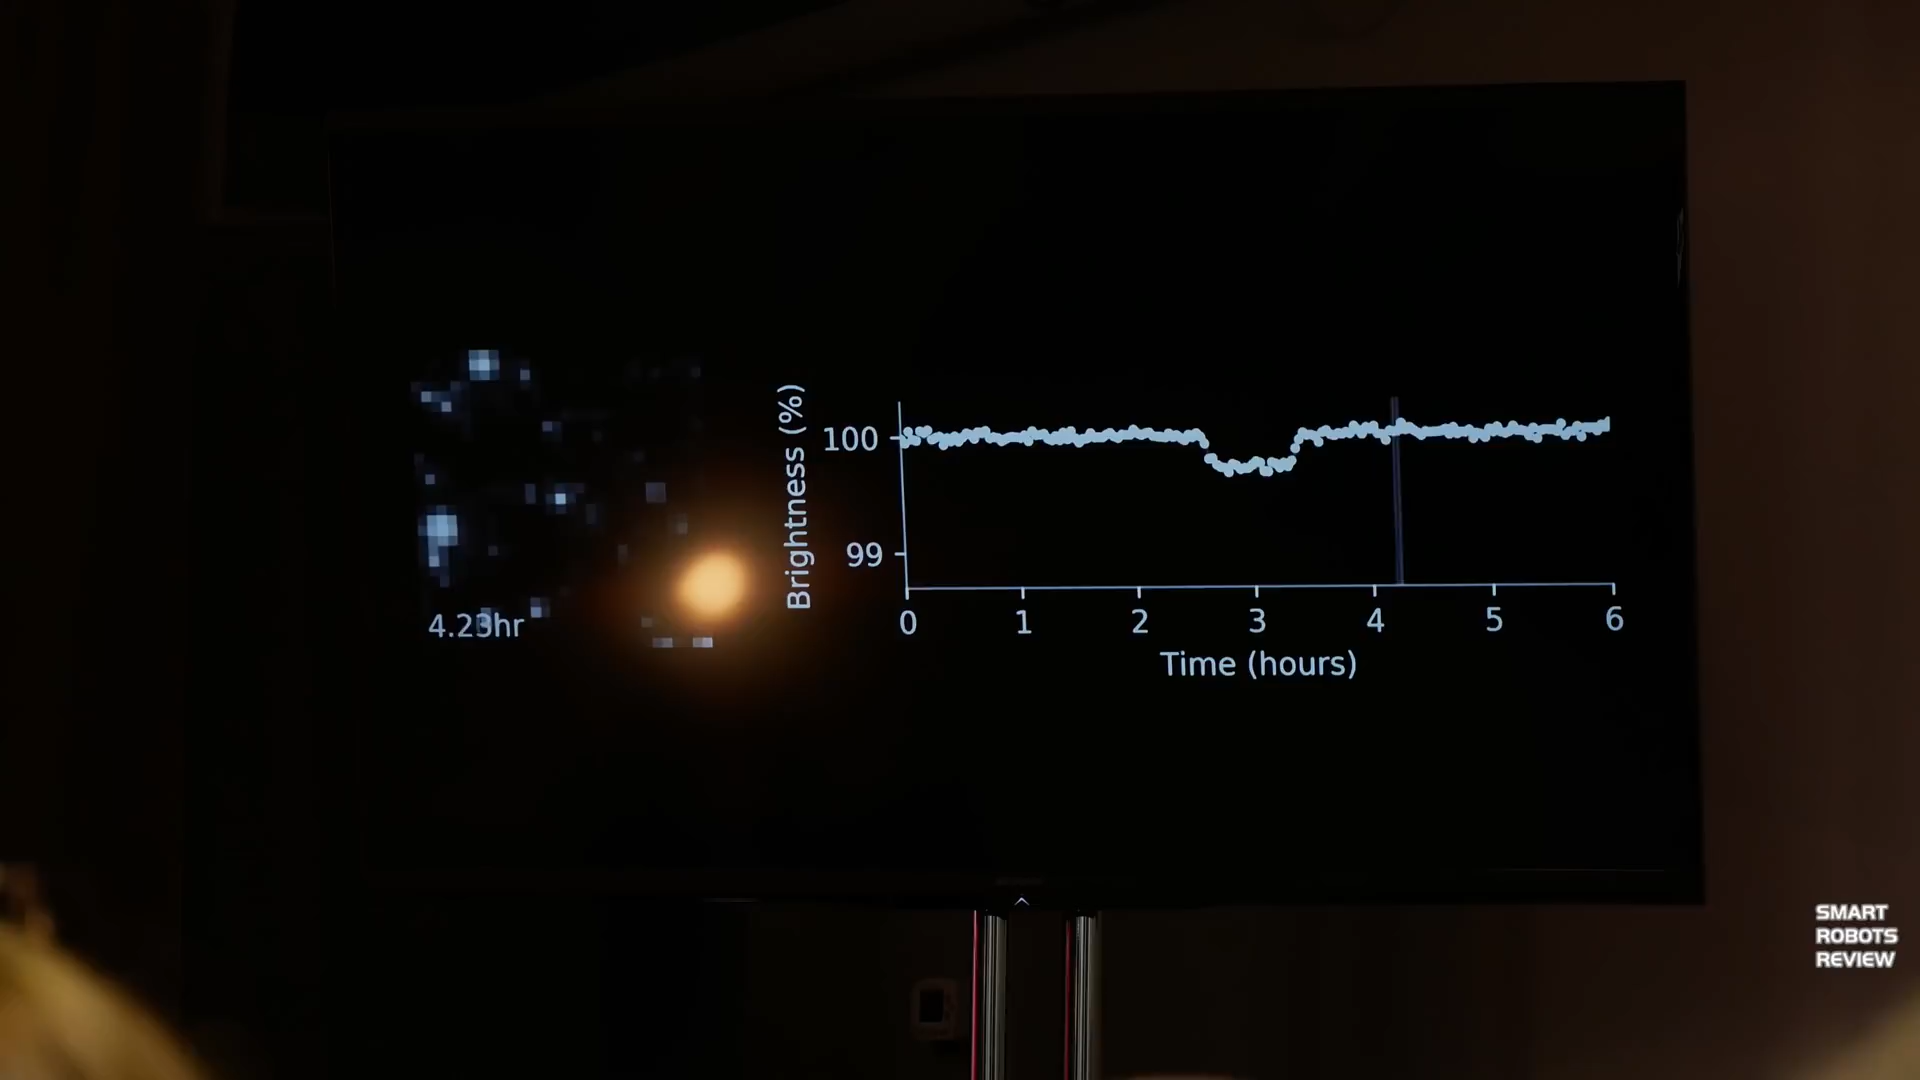 4.23hr
Brightness (%)
100
99
0 1 2 3 4 5 6
Time (hours)
SMART
ROBOTS
REVIEW